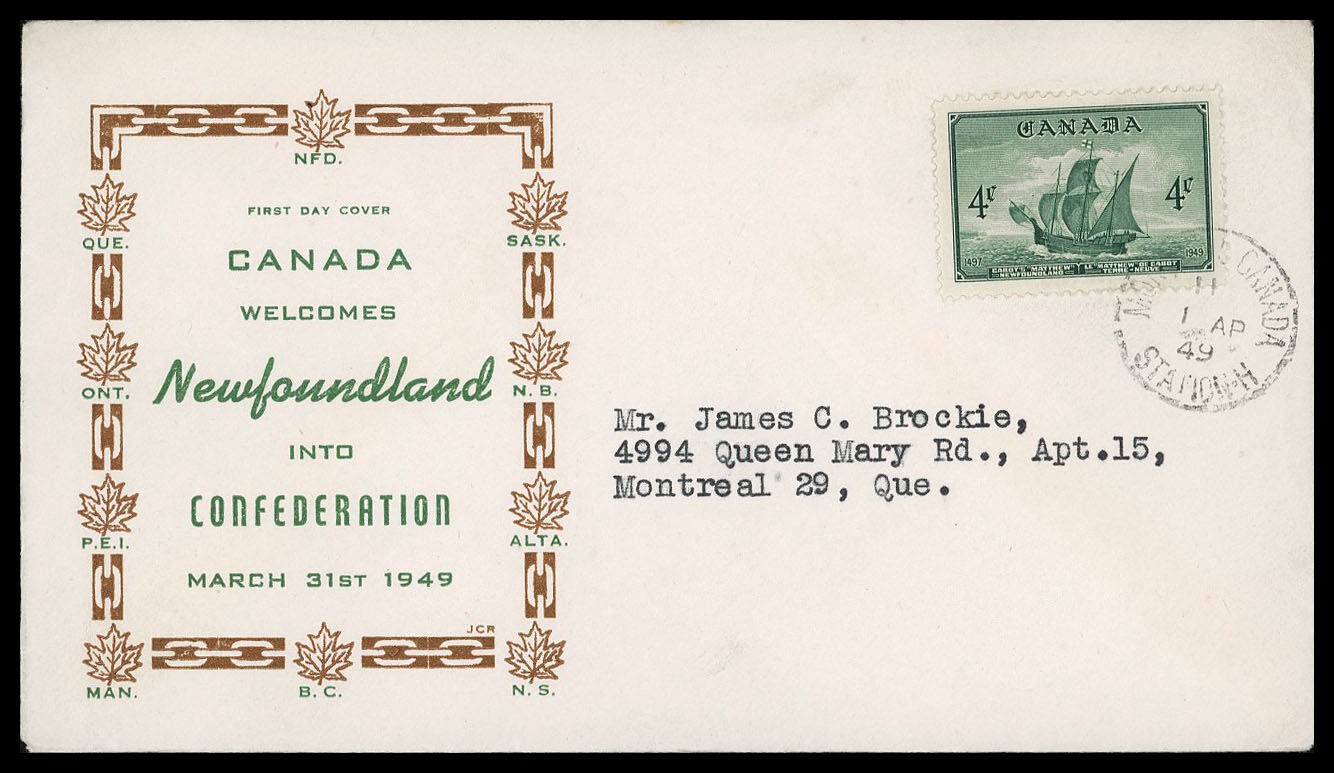 NFD.
QUE.
SASK.
ONT.
N.B.
P.E.I.
ALTA.
MAN.
B.C.
N.S.
JCR
FIRST DAY COVER
CANADA
WELCOMES
Newfoundland
INTO
CONFEDERATION
MARCH 31ST 1949
CANADA
4¢ 4¢
1497 1949
CABOT'S "MATTHEW" LE "MATTHEW" DE CABOT
NEWFOUNDLAND TERRE-NEUVE
CANADA
11
1 AP
49
STATION-H
Mr. James C. Brockie,
4994 Queen Mary Rd., Apt.15,
Montreal 29, Que.